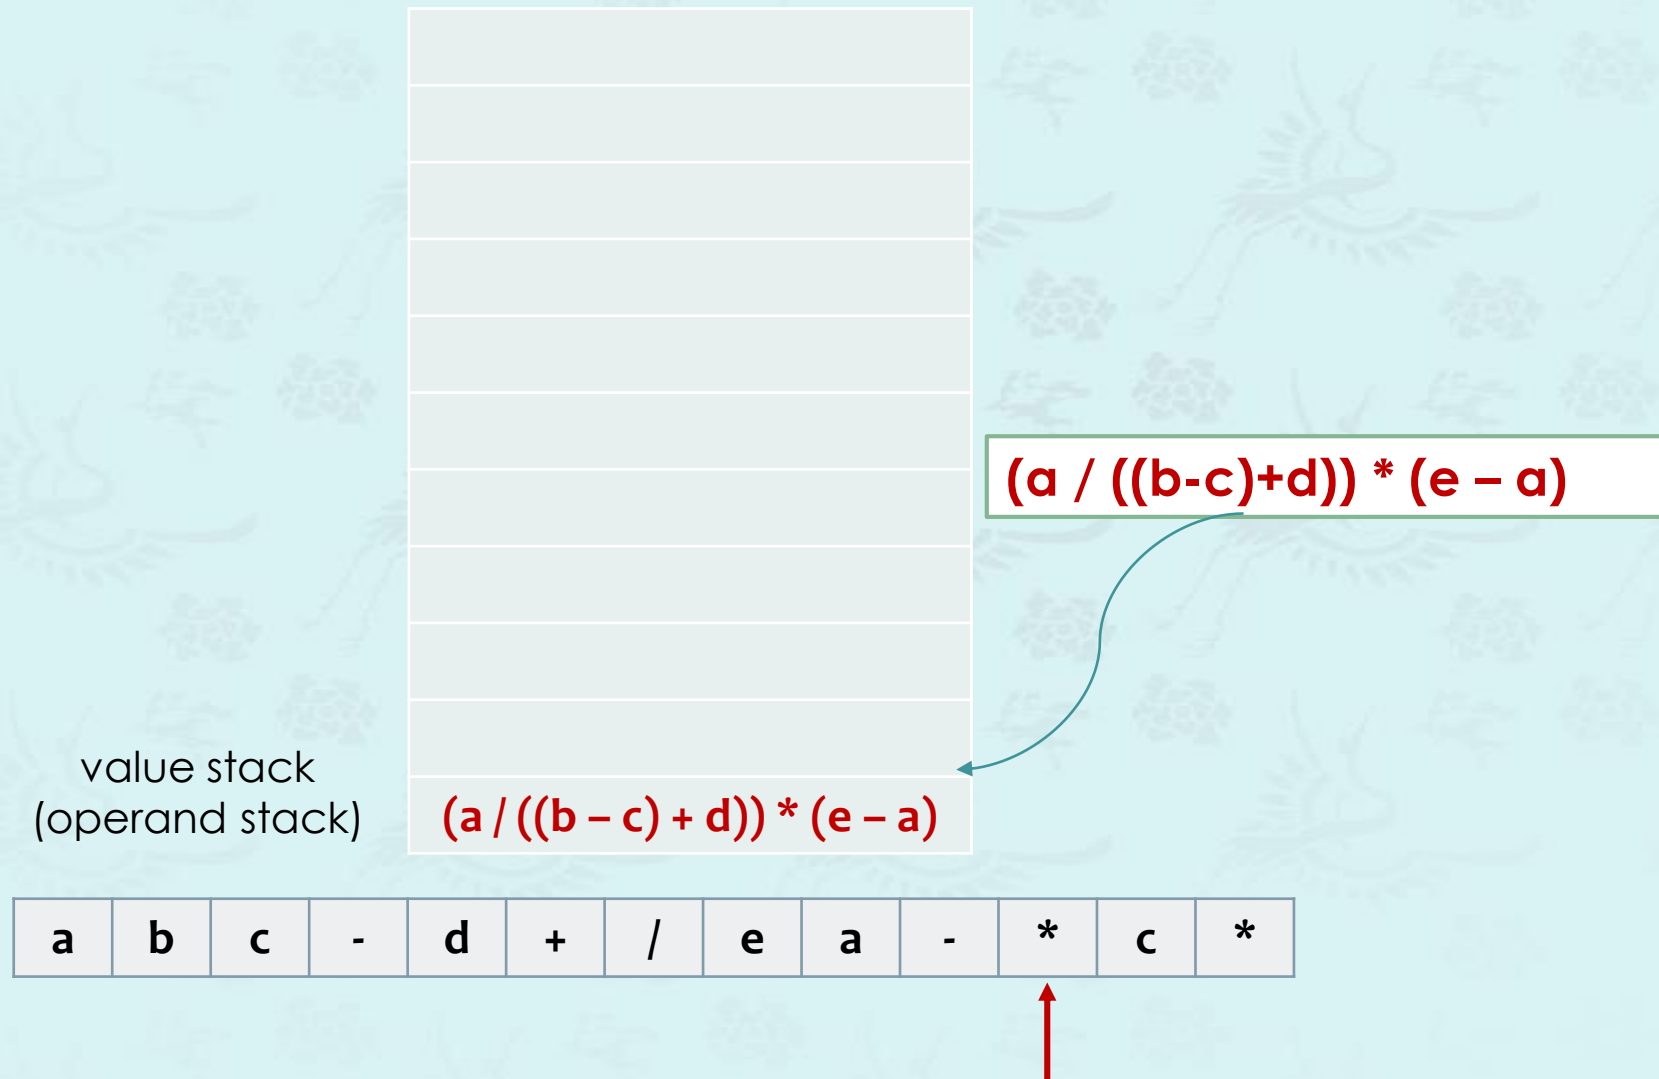 (a / ((b-c)+d)) * (e – a)
value stack
(operand stack)
(a / ((b – c) + d)) * (e – a)
a b c - d + / e a - * c *